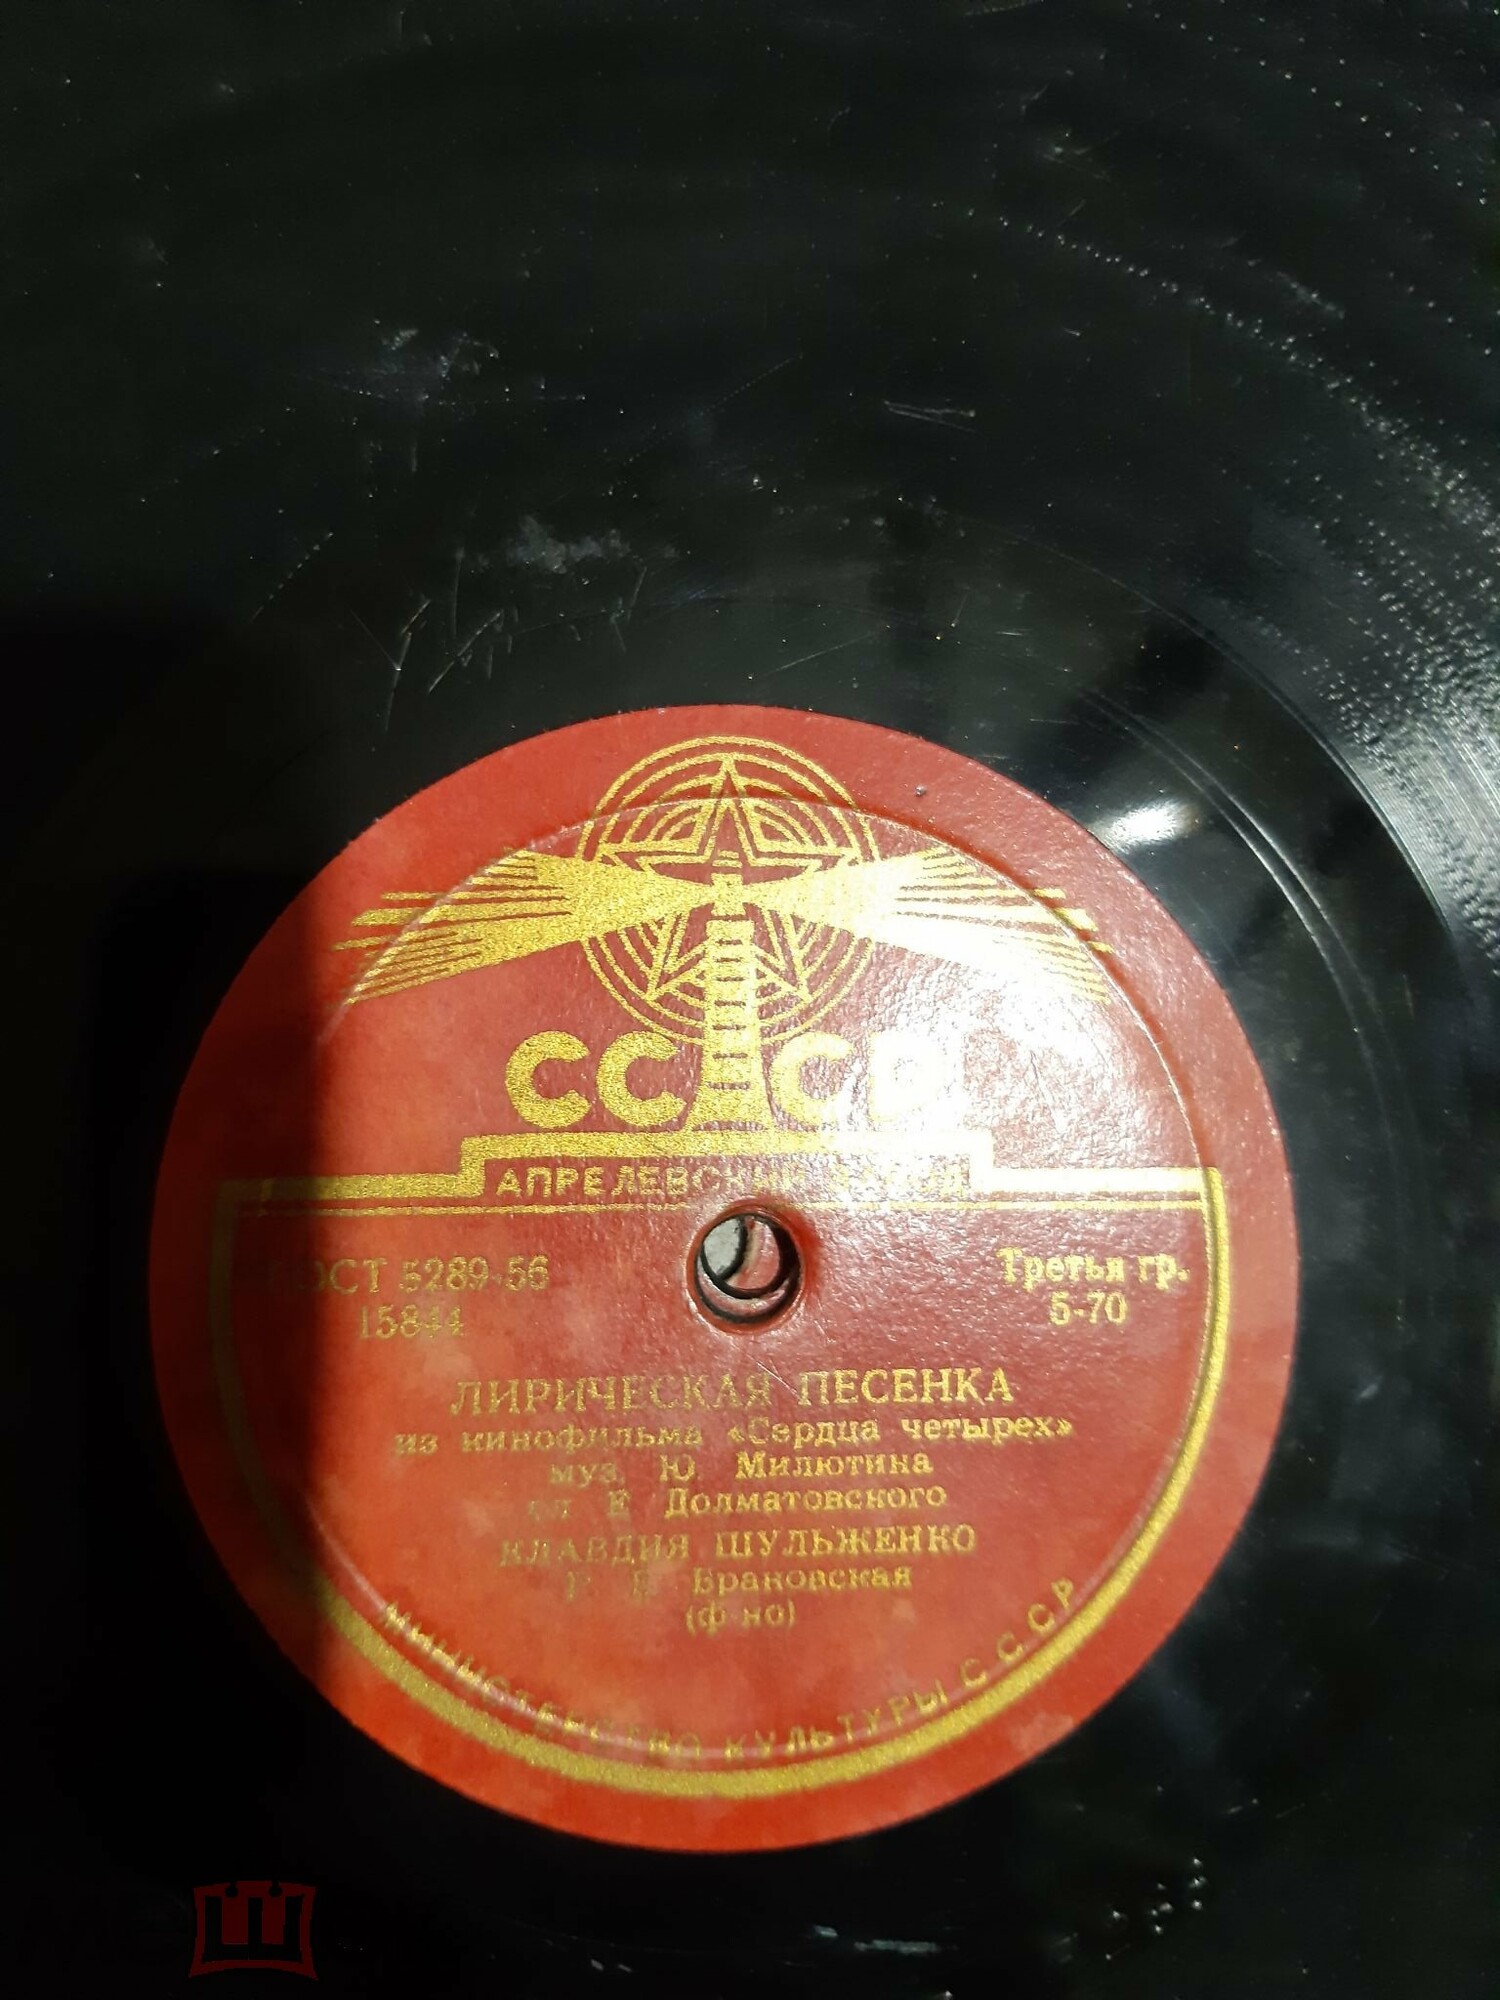 СССР
АПРЕЛЕВСКИЙ ЗАВОД
ГОСТ 5289-56
15844
Третья гр.
5-70
ЛИРИЧЕСКАЯ ПЕСЕНКА
из кинофильма «Сердца четырех»
муз. Ю. Милютина
сл. Е. Долматовского
КЛАВДИЯ ШУЛЬЖЕНКО
Брановская
(ф-но)
МИНИСТЕРСТВО КУЛЬТУРЫ СССР
Ш